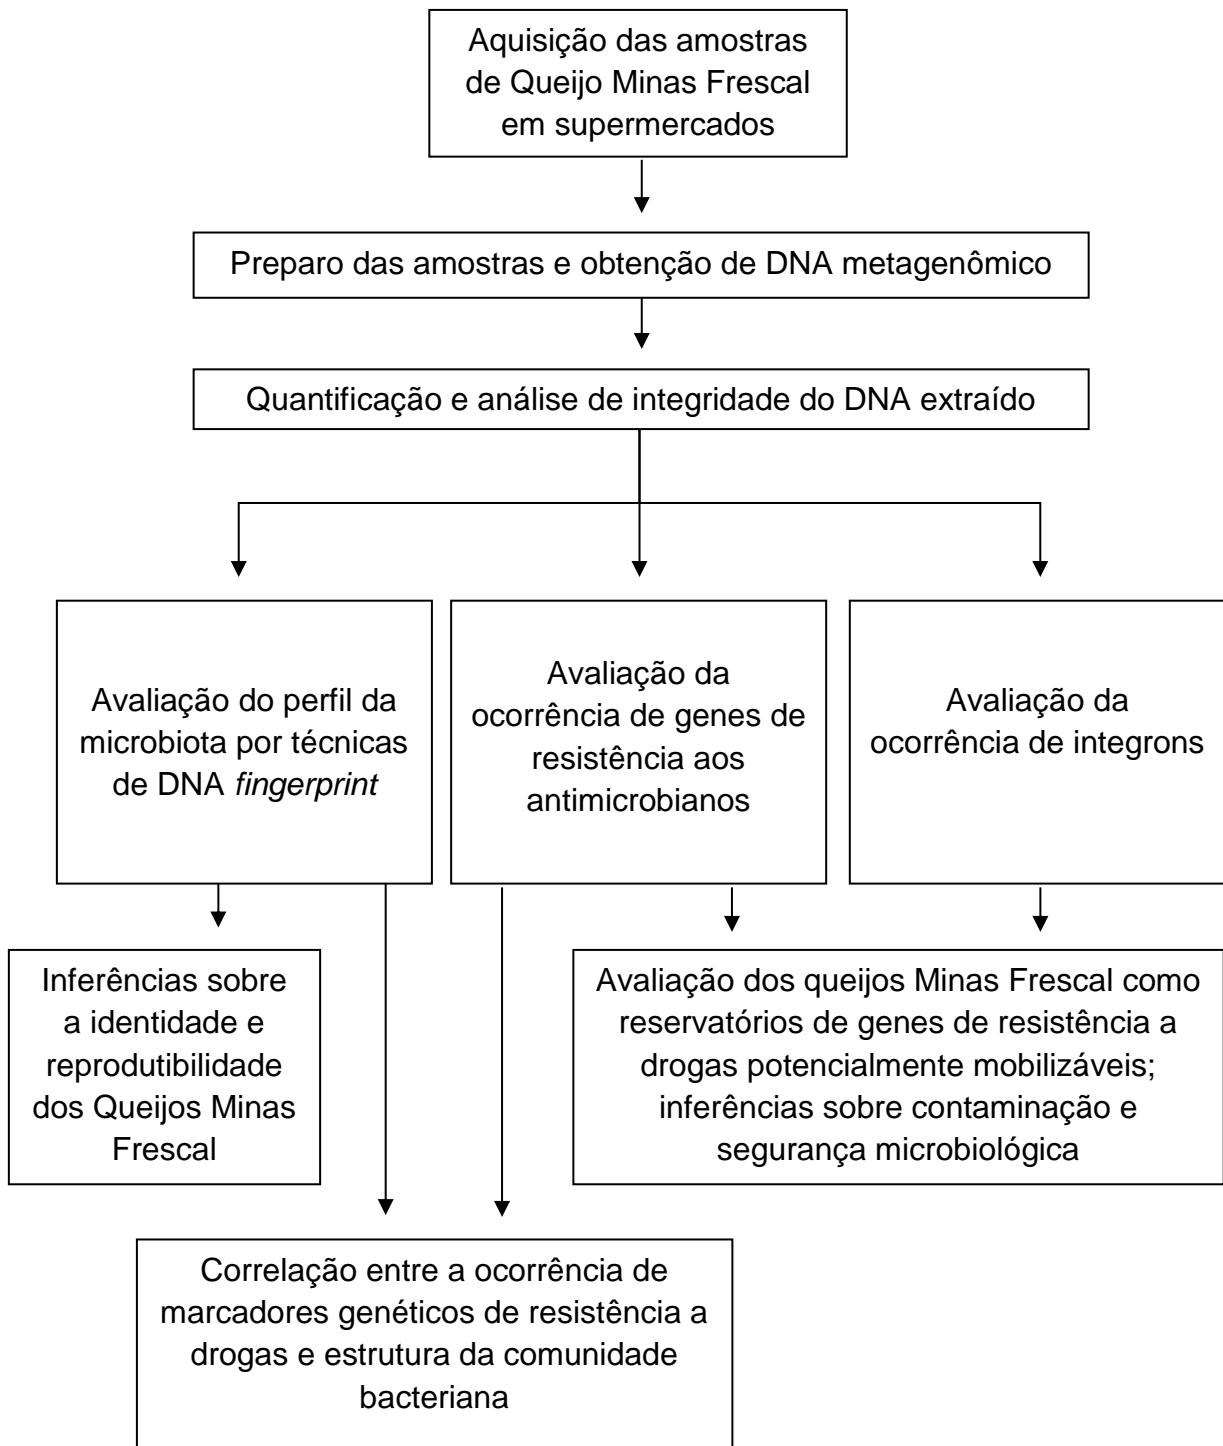 Aquisição das amostras
de Queijo Minas Frescal
em supermercados
Preparo das amostras e obtenção de DNA metagenômico
Quantificação e análise de integridade do DNA extraído
Avaliação do perfil da
microbiota por técnicas
de DNA fingerprint
Avaliação da
ocorrência de genes de
resistência aos
antimicrobianos
Avaliação da
ocorrência de integrons
Inferências sobre
a identidade e
reprodutibilidade
dos Queijos Minas
Frescal
Avaliação dos queijos Minas Frescal como
reservatórios de genes de resistência a
drogas potencialmente mobilizáveis;
inferências sobre contaminação e
segurança microbiológica
Correlação entre a ocorrência de
marcadores genéticos de resistência a
drogas e estrutura da comunidade
bacteriana